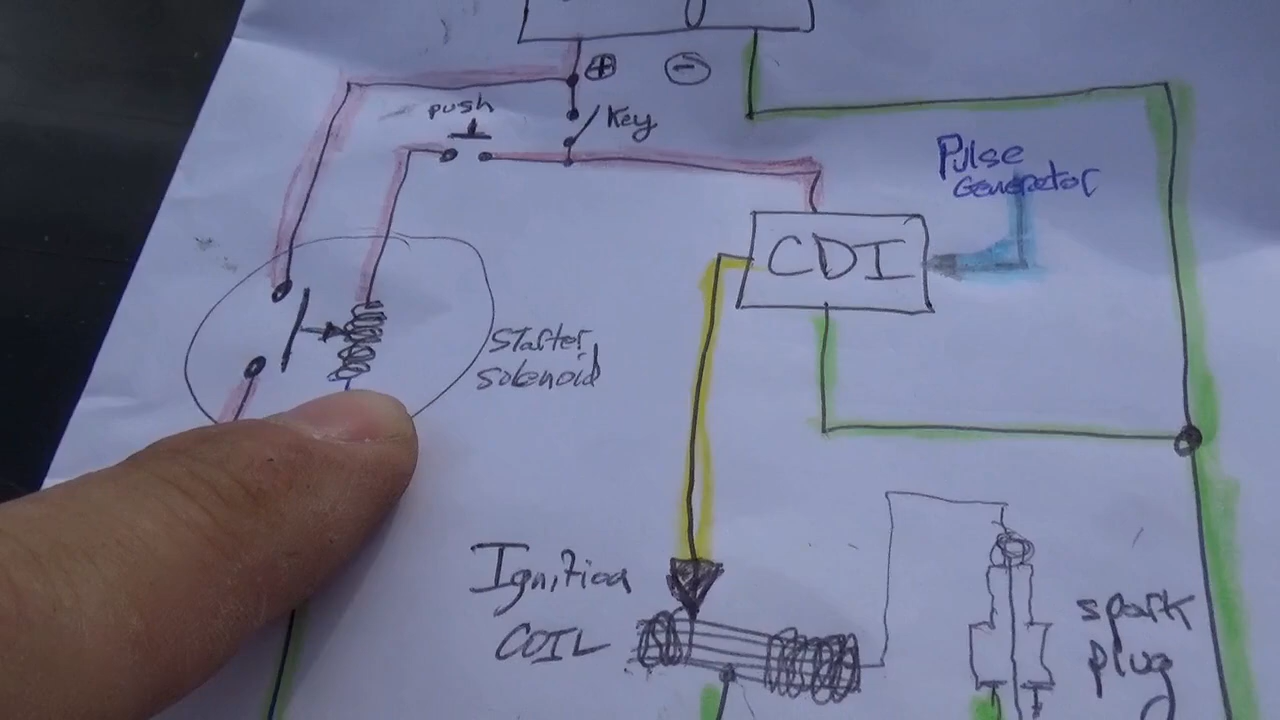 +
-
push
Key
Pulse
Generator
CDI
Starter
solenoid
Ignition
COIL
spark
plug